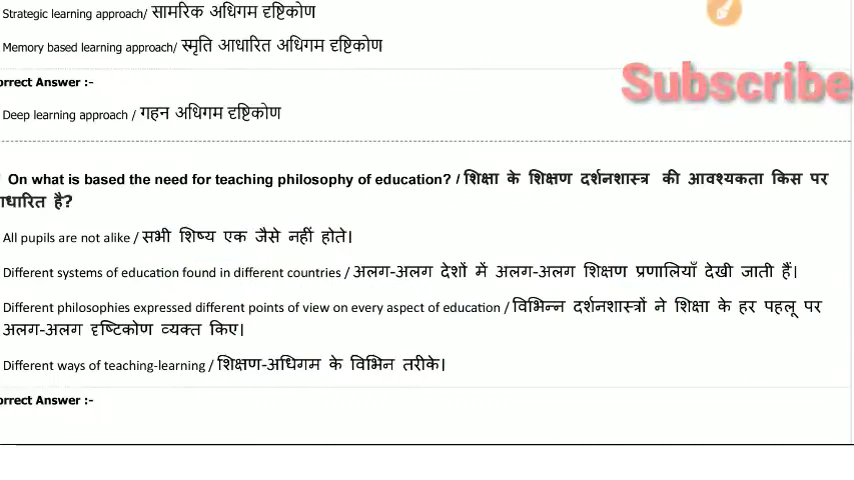 Strategic learning approach/ सामरिक अधिगम दृष्टिकोण
Memory based learning approach/ स्मृति आधारित अधिगम दृष्टिकोण
Subscribe
orrect Answer :-
Deep learning approach / गहन अधिगम दृष्टिकोण
On what is based the need for teaching philosophy of education? / शिक्षा के शिक्षण दर्शनशास्त्र की आवश्यकता किस पर
ाधारित है?
All pupils are not alike / सभी शिष्य एक जैसे नहीं होते।
Different systems of education found in different countries / अलग-अलग देशों में अलग-अलग शिक्षण प्रणालियाँ देखी जाती हैं।
Different philosophies expressed different points of view on every aspect of education / विभिन्न दर्शनशास्त्रों ने शिक्षा के हर पहलू पर
अलग-अलग दृष्टिकोण व्यक्त किए।
Different ways of teaching-learning / शिक्षण-अधिगम के विभिन तरीके।
orrect Answer :-